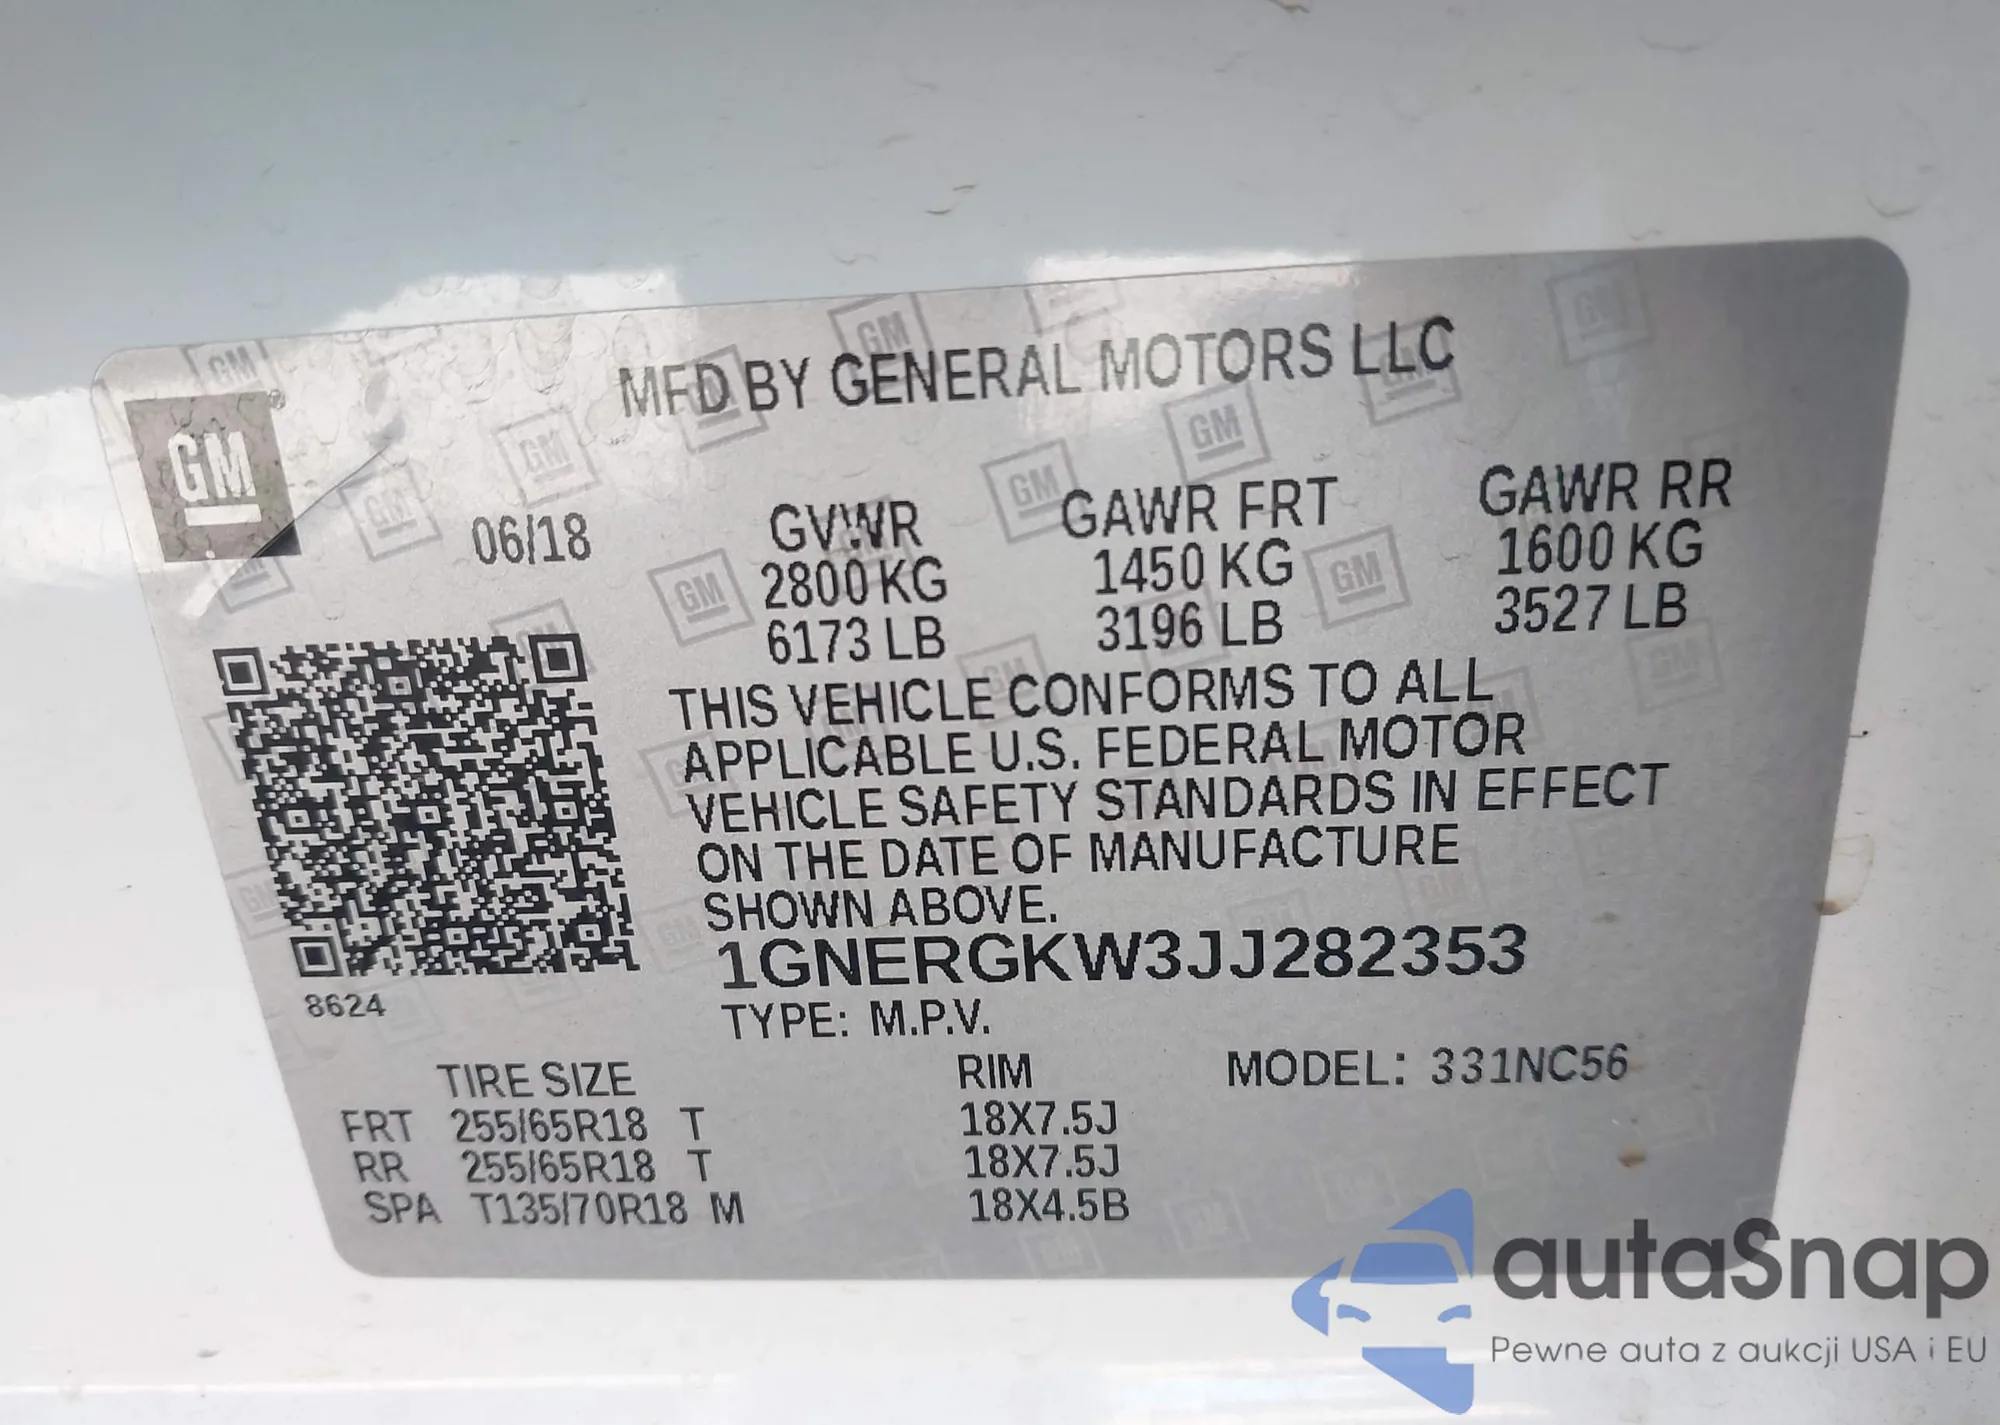 MFD BY GENERAL MOTORS LLC
GM
06/18
GVWR
2800 KG
6173 LB
GAWR FRT
1450 KG
3196 LB
GAWR RR
1600 KG
3527 LB
THIS VEHICLE CONFORMS TO ALL
APPLICABLE U.S. FEDERAL MOTOR
VEHICLE SAFETY STANDARDS IN EFFECT
ON THE DATE OF MANUFACTURE
SHOWN ABOVE.
8624
1GNERGKW3JJ282353
TYPE: M.P.V.
TIRE SIZE RIM MODEL: 331NC56
FRT 255/65R18 T 18X7.5J
RR 255/65R18 T 18X7.5J
SPA T135/70R18 M 18X4.5B
autaSnap
Pewne auta z aukcji USA i EU